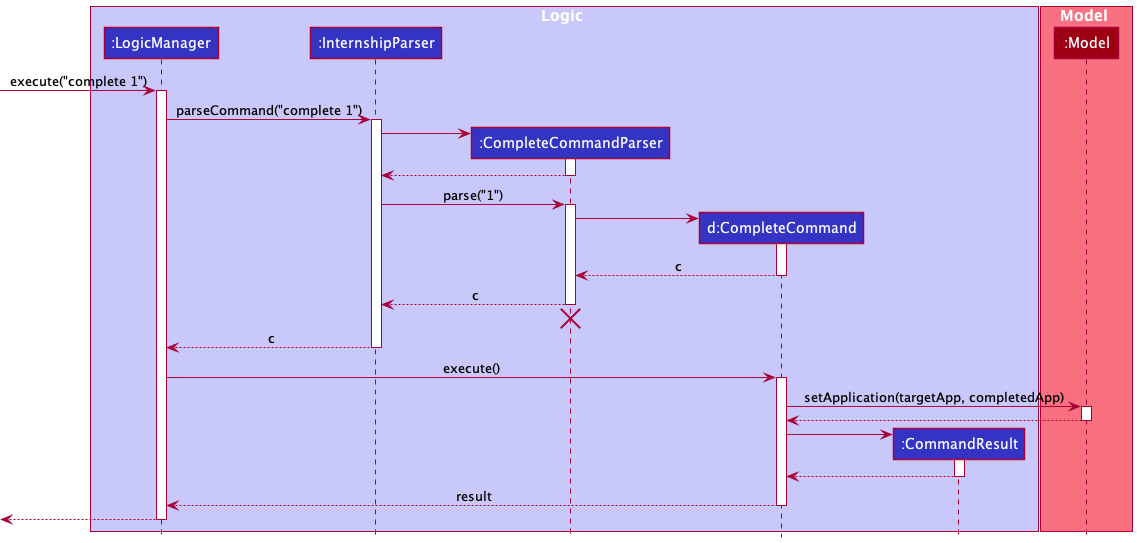 Logic
Model
:LogicManager
:InternshipParser
:Model
execute("complete 1")
parseCommand("complete 1")
:CompleteCommandParser
parse("1")
d:CompleteCommand
c
c
c
execute()
setApplication(targetApp, completedApp)
:CommandResult
result